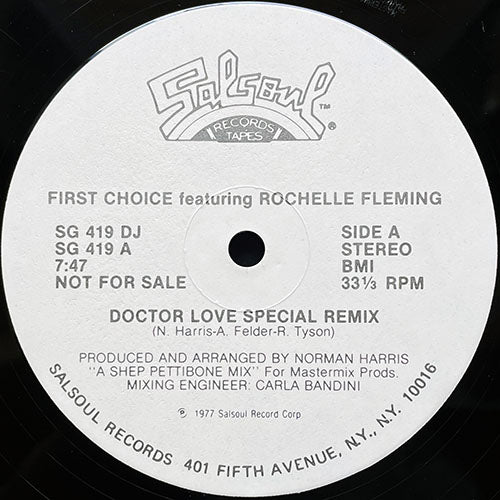 Salsoul
™
®
RECORDS
TAPES
FIRST CHOICE featuring ROCHELLE FLEMING
SG 419 DJ
SG 419 A
7:47
NOT FOR SALE
SIDE A
STEREO
BMI
33⅓ RPM
DOCTOR LOVE SPECIAL REMIX
(N. Harris-A. Felder-R. Tyson)
PRODUCED AND ARRANGED BY NORMAN HARRIS
"A SHEP PETTIBONE MIX" For Mastermix Prods.
MIXING ENGINEER: CARLA BANDINI
℗ 1977 Salsoul Record Corp
SALSOUL RECORDS 401 FIFTH AVENUE, N.Y., N.Y. 10016